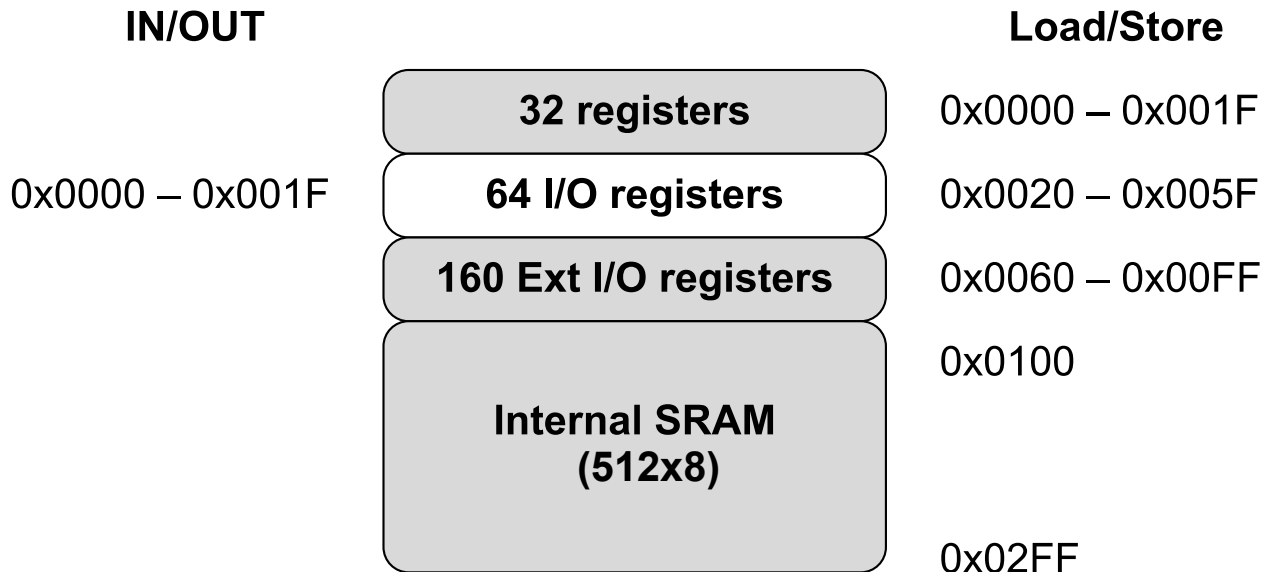 IN/OUT
Load/Store
32 registers
0x0000 – 0x001F
0x0000 – 0x001F
64 I/O registers
0x0020 – 0x005F
160 Ext I/O registers
0x0060 – 0x00FF
0x0100
Internal SRAM
(512x8)
0x02FF